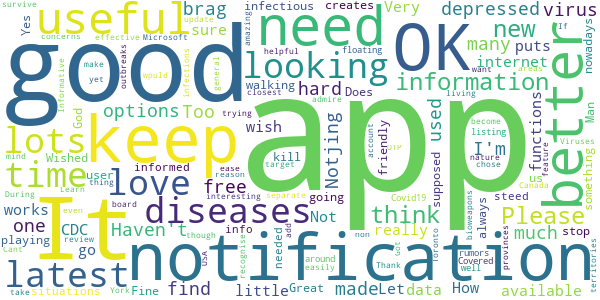 useful
brag
infectious
creates
Very
depressed
virus
Yes
survive
update
concerns
effective
Microsoft
sure
amazing
helpful
floating
many
new
puts
areas
nowadays
good
need
OK
looking
walking
hard
Does
information
internet
closest
want
If
outbreaks
infections
general
make
yet
wpuld
informative
God
options
Too
wish
admire
trying
used
I'm
functions
Man
better
lots
keep
app
Notjing
kill
target
friendly
supposed
account
living
listing
become
nature
chose
feature
us
something
Viruses
time
mind
Wished
user
thing
informed
ease
reason
free
going
love
think
VIP
Canada
During
Learn
It
even
board
interesting
separate
diseases
Not
Covid19
always
steed
Please
works
one
CDC
Haven't
info
really
much
stop
playing
go
review
though
USA
recognise
needed
add
around
easily
non
Got
Thank
Toronto
bioweapons
rumors
Covered
well
provinces
territories
Lant
notification
latest
take
situations
York
Fine
find
little
Great
made
Let
data
How
available